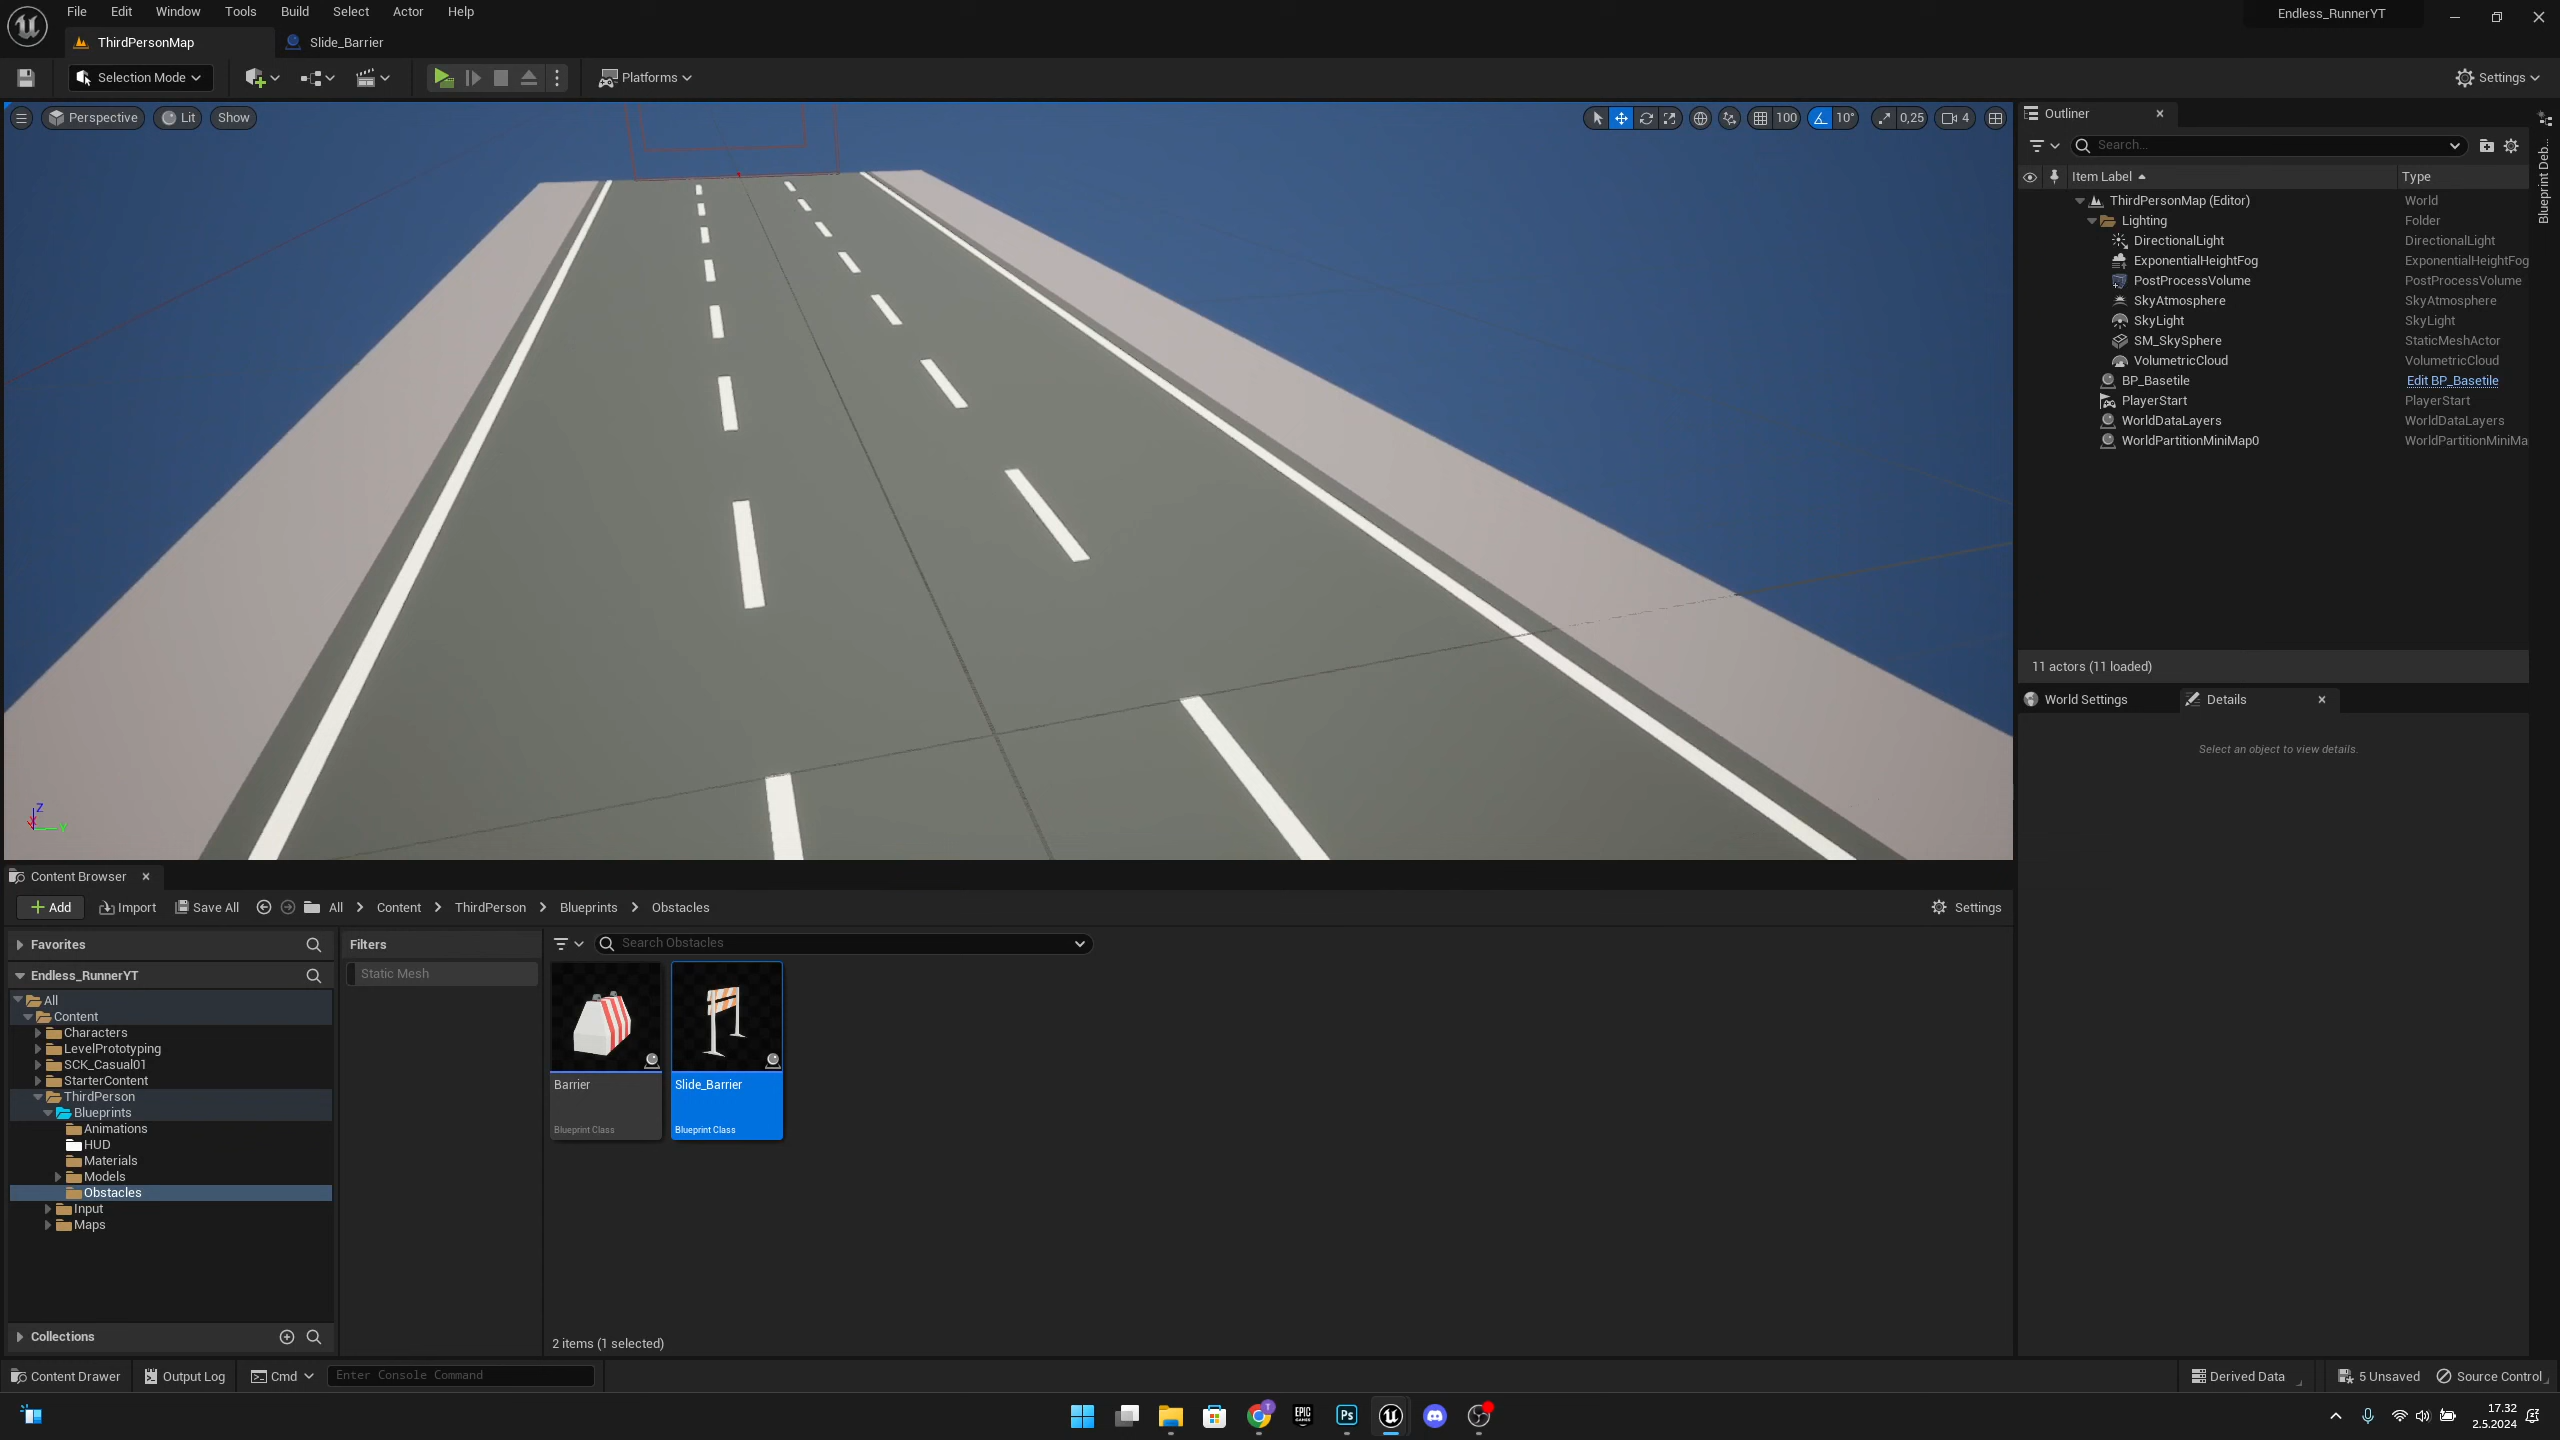 File Edit Window Tools Build Select Actor Help
Endless_RunnerYT
ThirdPersonMap
Slide_Barrier
Selection Mode
Platforms
Settings
Perspective
Lit
Show
100
10°
0,25
4
Outliner
Search...
Item Label
Type
ThirdPersonMap (Editor) World
Lighting Folder
DirectionalLight DirectionalLight
ExponentialHeightFog ExponentialHeightFog
PostProcessVolume PostProcessVolume
SkyAtmosphere SkyAtmosphere
SkyLight SkyLight
SM_SkySphere StaticMeshActor
VolumetricCloud VolumetricCloud
BP_Basetile Edit BP_Basetile
PlayerStart PlayerStart
WorldDataLayers WorldDataLayers
WorldPartitionMiniMap0 WorldPartitionMiniMa
Blueprint Deb...
11 actors (11 loaded)
World Settings
Details
Select an object to view details.
Z
X
Y
Content Browser
Add
Import
Save All
All
Content
ThirdPerson
Blueprints
Obstacles
Settings
Favorites
Filters
Search Obstacles
Endless_RunnerYT
Static Mesh
All
Content
Characters
LevelPrototyping
SCK_Casual01
StarterContent
ThirdPerson
Blueprints
Animations
HUD
Materials
Models
Obstacles
Input
Maps
Barrier
Blueprint Class
Slide_Barrier
Blueprint Class
Collections
2 items (1 selected)
Content Drawer
Output Log
Cmd
Enter Console Command
Derived Data
5 Unsaved
Source Control
T
EPIC
GAMES
Ps
17.32
2.5.2024